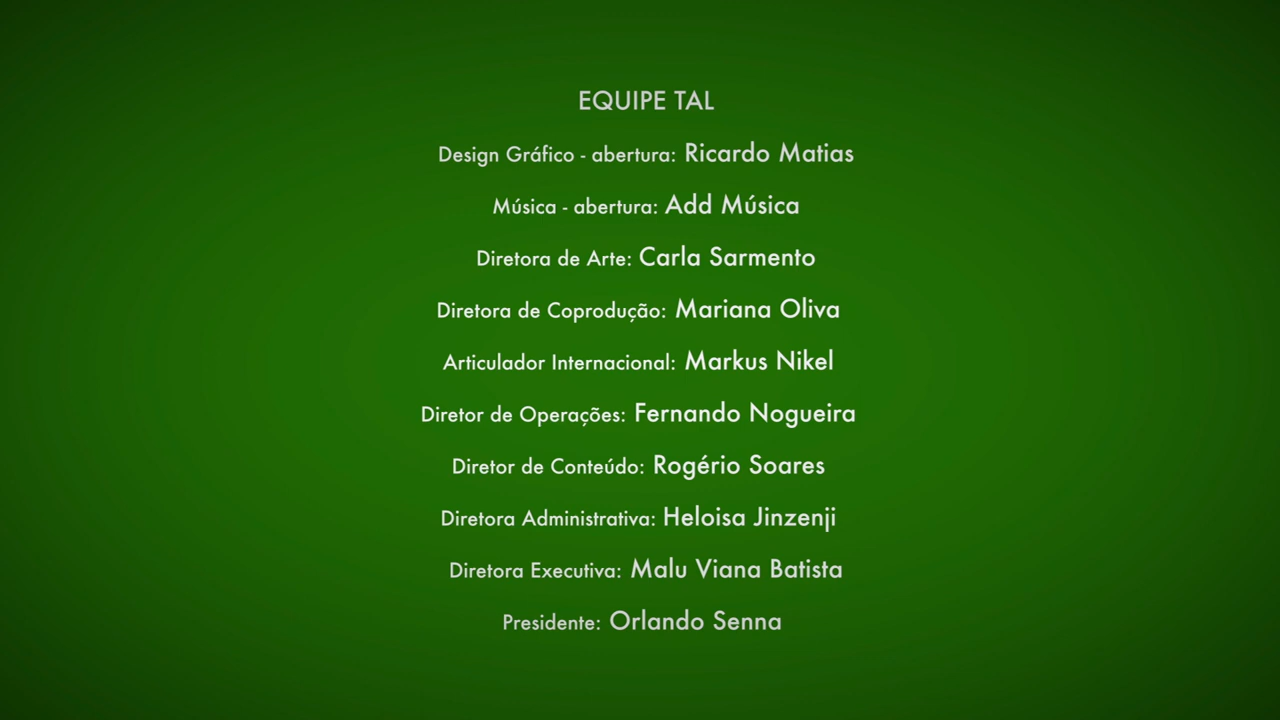 EQUIPE TAL
Design Gráfico - abertura: Ricardo Matias
Música - abertura: Add Música
Diretora de Arte: Carla Sarmento
Diretora de Coprodução: Mariana Oliva
Articulador Internacional: Markus Nikel
Diretor de Operações: Fernando Nogueira
Diretor de Conteúdo: Rogério Soares
Diretora Administrativa: Heloisa Jinzenji
Diretora Executiva: Malu Viana Batista
Presidente: Orlando Senna